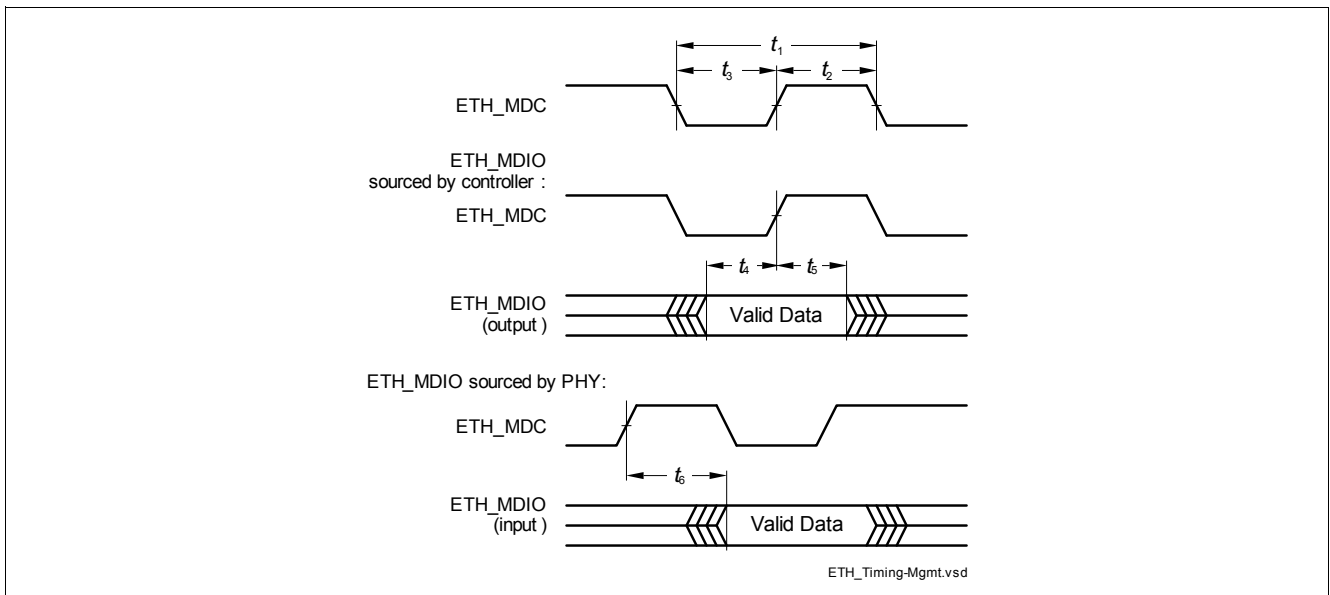 t₁
t₃ t₂
ETH_MDC
ETH_MDIO
sourced by controller :
ETH_MDC
t₄ t₅
ETH_MDIO
(output )
Valid Data
ETH_MDIO sourced by PHY:
ETH_MDC
t₆
ETH_MDIO
(input )
Valid Data
ETH_Timing-Mgmt.vsd